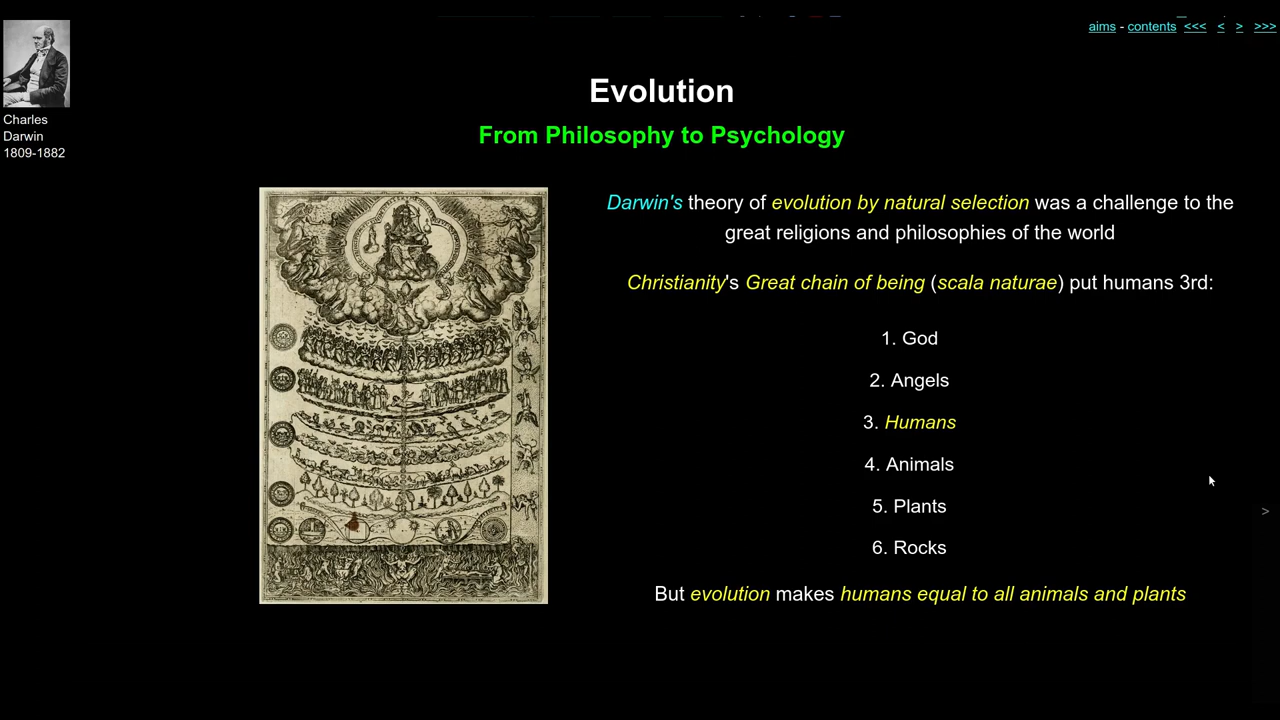 aims - contents <<< < > >>>
Charles
Darwin
1809-1882
Evolution
From Philosophy to Psychology
Darwin's theory of evolution by natural selection was a challenge to the
great religions and philosophies of the world
Christianity's Great chain of being (scala naturae) put humans 3rd:
1. God
2. Angels
3. Humans
4. Animals
5. Plants
6. Rocks
>
But evolution makes humans equal to all animals and plants